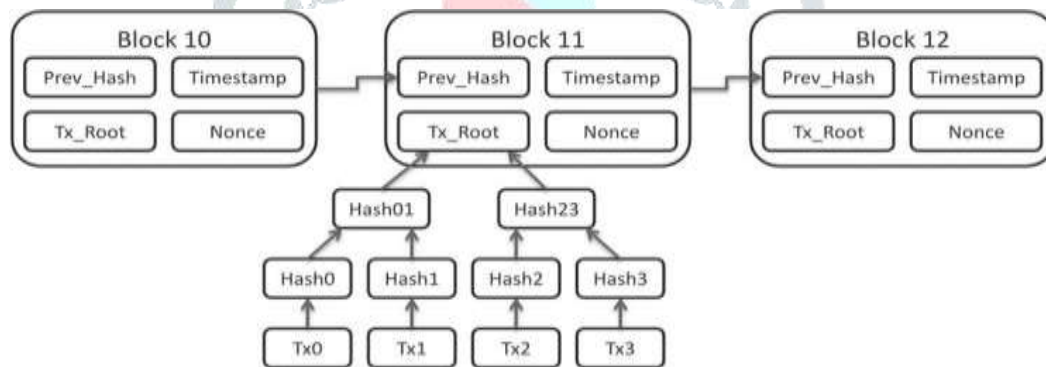 Block 10 Block 11 Block 12
Prev_Hash Timestamp Prev_Hash Timestamp Prev_Hash Timestamp
Tx_Root Nonce Tx_Root Nonce Tx_Root Nonce
Hash01 Hash23
Hash0 Hash1 Hash2 Hash3
Tx0 Tx1 Tx2 Tx3